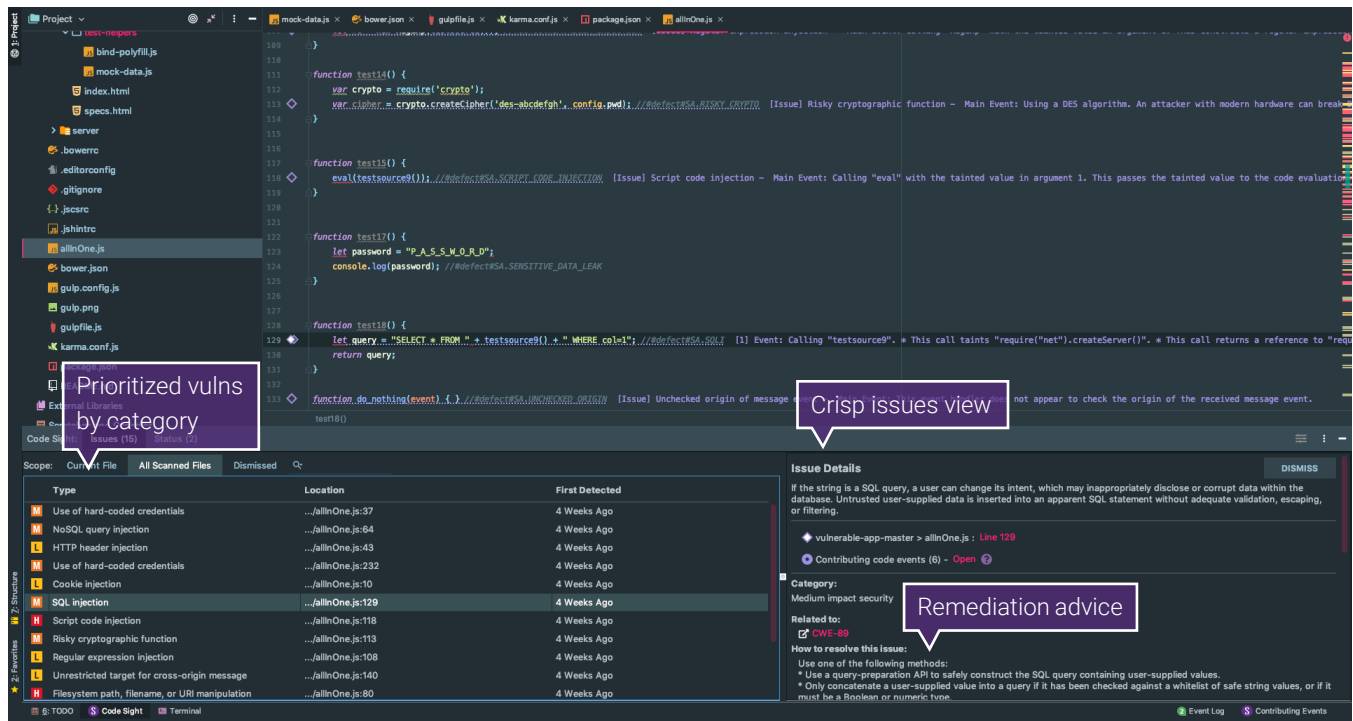 1: Project
Project
mock-data.js × bower.json × gulpfile.js × karma.conf.js × package.json × allInOne.js ×
test-helpers
bind-polyfill.js
mock-data.js
index.html
specs.html
server
.bowerrc
.editorconfig
.gitignore
.jscsrc
.jshintrc
allInOne.js
bower.json
gulp.config.js
gulp.png
gulpfile.js
karma.conf.js
package.json
External Libraries
109 }
110
111 function test14() {
112 var crypto = require('crypto');
113 var cipher = crypto.createCipher('des-abcdefgh', config.pwd); //#defect#SA.RISKY_CRYPTO [Issue] Risky cryptographic function – Main Event: Using a DES algorithm. An attacker with modern hardware can break
114 }
115
116
117 function test15() {
118 eval(testsource9()); //#defect#SA.SCRIPT_CODE_INJECTION [Issue] Script code injection – Main Event: Calling "eval" with the tainted value in argument 1. This passes the tainted value to the code evaluatio
119 }
120
121
122 function test17() {
123 let password = "P_A_S_S_W_O_R_D";
124 console.log(password); //#defect#SA.SENSITIVE_DATA_LEAK
125 }
126
127
128 function test18() {
129 let query = "SELECT * FROM " + testsource9() + " WHERE col=1"; //#defect#SA.SQLI [1] Event: Calling "testsource9". * This call taints "require("net").createServer()". * This call returns a reference to "requ
130 return query;
131 }
132
133 function do_nothing(event) { } //#defect#SA.UNCHECKED_ORIGIN [Issue] Unchecked origin of message not appear to check the origin of the received message event.
test18()
Prioritized vulns
by category
Crisp issues view
Code Sight: Issues (15) Status (2)
Scope: Current File All Scanned Files Dismissed
Type Location First Detected
M Use of hard-coded credentials .../allInOne.js:37 4 Weeks Ago
M NoSQL query injection .../allInOne.js:64 4 Weeks Ago
L HTTP header injection .../allInOne.js:43 4 Weeks Ago
M Use of hard-coded credentials .../allInOne.js:232 4 Weeks Ago
L Cookie injection .../allInOne.js:10 4 Weeks Ago
M SQL injection .../allInOne.js:129 4 Weeks Ago
H Script code injection .../allInOne.js:118 4 Weeks Ago
M Risky cryptographic function .../allInOne.js:113 4 Weeks Ago
L Regular expression injection .../allInOne.js:108 4 Weeks Ago
L Unrestricted target for cross-origin message .../allInOne.js:140 4 Weeks Ago
H Filesystem path, filename, or URI manipulation .../allInOne.js:80 4 Weeks Ago
Issue Details DISMISS
If the string is a SQL query, a user can change its intent, which may inappropriately disclose or corrupt data within the
database. Untrusted user-supplied data is inserted into an apparent SQL statement without adequate validation, escaping,
or filtering.
vulnerable-app-master > allInOne.js : Line 129
Contributing code events (6) - Open ?
Category:
Medium impact security
Remediation advice
Related to:
CWE-89
How to resolve this issue:
Use one of the following methods:
* Use a query-preparation API to safely construct the SQL query containing user-supplied values.
* Only concatenate a user-supplied value into a query if it has been checked against a whitelist of safe string values, or if it
must be a Boolean or numeric type.
Z: Structure
2: Favorites
6: TODO S Code Sight Terminal 2 Event Log S Contributing Events